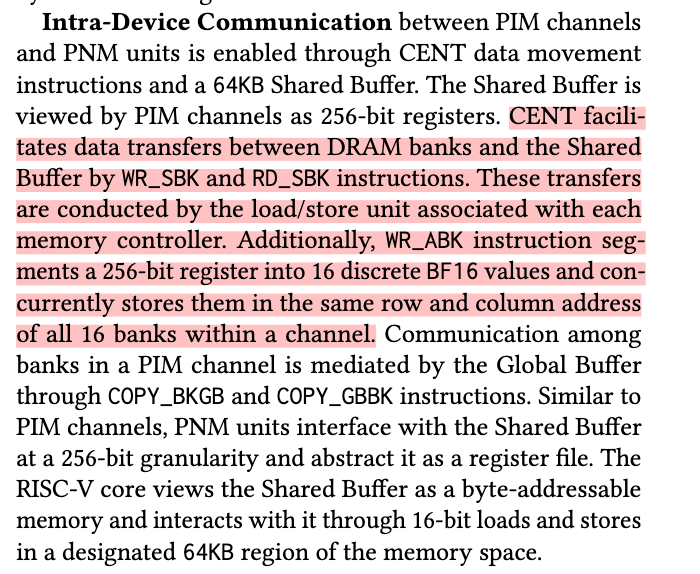 Intra-Device Communication between PIM channels
and PNM units is enabled through CENT data movement
instructions and a 64KB Shared Buffer. The Shared Buffer is
viewed by PIM channels as 256-bit registers. CENT facili-
tates data transfers between DRAM banks and the Shared
Buffer by WR_SBK and RD_SBK instructions. These transfers
are conducted by the load/store unit associated with each
memory controller. Additionally, WR_ABK instruction seg-
ments a 256-bit register into 16 discrete BF16 values and con-
currently stores them in the same row and column address
of all 16 banks within a channel. Communication among
banks in a PIM channel is mediated by the Global Buffer
through COPY_BKGB and COPY_GBBK instructions. Similar to
PIM channels, PNM units interface with the Shared Buffer
at a 256-bit granularity and abstract it as a register file. The
RISC-V core views the Shared Buffer as a byte-addressable
memory and interacts with it through 16-bit loads and stores
in a designated 64KB region of the memory space.